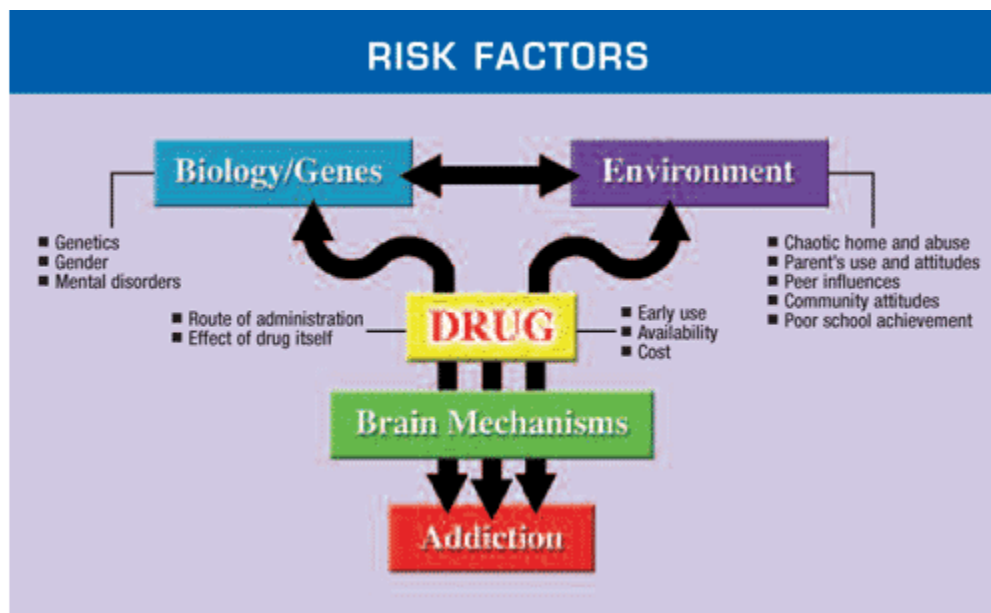 RISK FACTORS
Biology/Genes
Environment
■ Genetics
■ Gender
■ Mental disorders
■ Chaotic home and abuse
■ Parent's use and attitudes
■ Peer influences
■ Community attitudes
■ Poor school achievement
■ Route of administration
■ Effect of drug itself
DRUG
■ Early use
■ Availability
■ Cost
Brain Mechanisms
Addiction